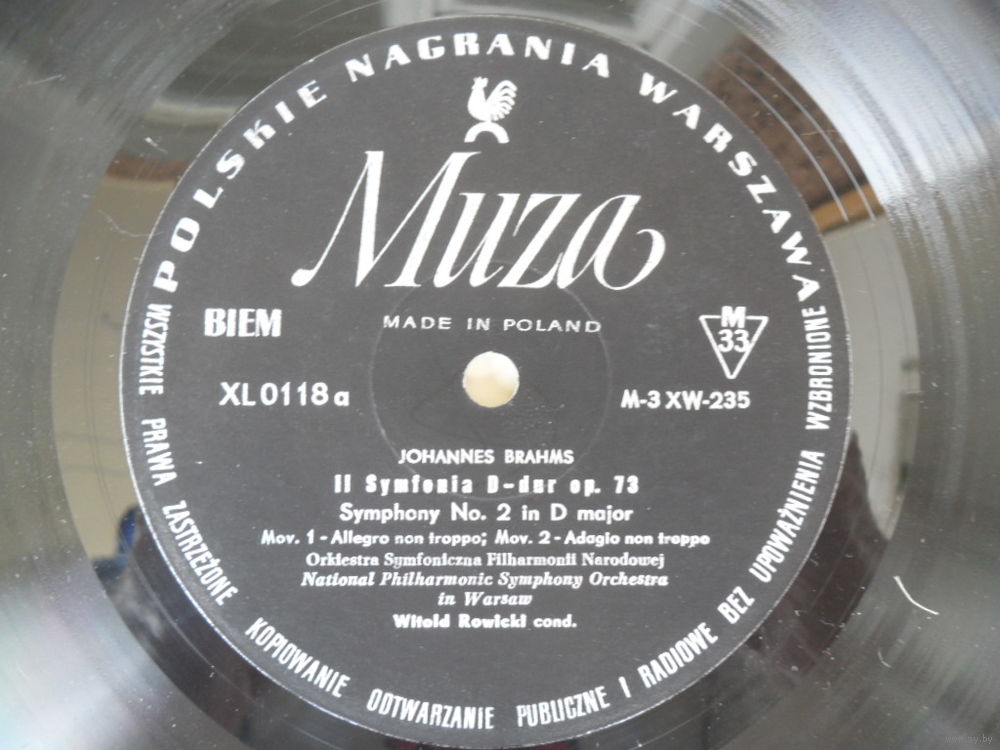 POLSKIE NAGRANIA WARSZAWA
Muza
MADE IN POLAND
BIEM
M
33
XL0118a
M-3 XW-235
JOHANNES BRAHMS
II Symfonia D-dur op. 73
Symphony No. 2 in D major
Mov. 1 - Allegro non troppo; Mov. 2 - Adagio non troppo
Orkiestra Symfoniczna Filharmonii Narodowej
National Philharmonic Symphony Orchestra
in Warsaw
Witold Rowicki cond.
WSZYSTKIE PRAWA ZASTRZEŻONE KOPIOWANIE ODTWARZANIE PUBLICZNE I RADIOWE BEZ UPOWAŻNIENIA WZBRONIONE